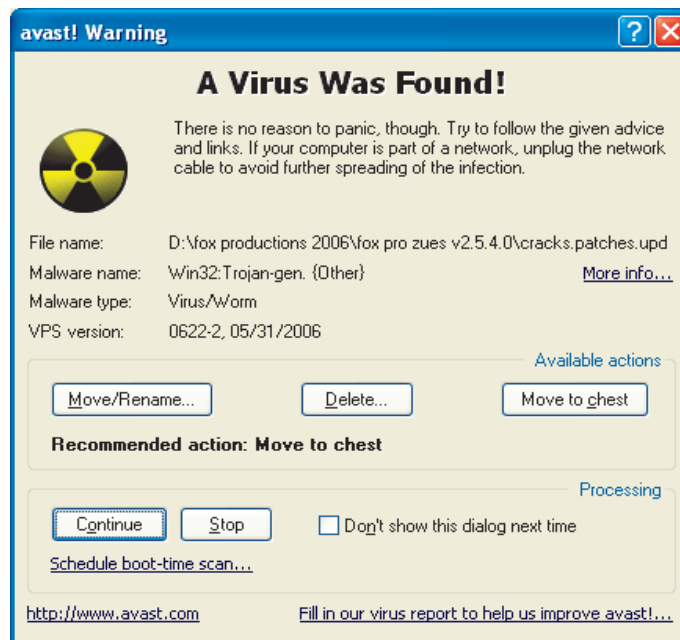 avast! Warning
?
A Virus Was Found!
There is no reason to panic, though. Try to follow the given advice
and links. If your computer is part of a network, unplug the network
cable to avoid further spreading of the infection.
File name: D:\fox productions 2006\fox pro zues v2.5.4.0\cracks.patches.upd
Malware name: Win32:Trojan-gen. {Other} More info...
Malware type: Virus/Worm
VPS version: 0622-2, 05/31/2006
Available actions
Move/Rename... Delete... Move to chest
Recommended action: Move to chest
Processing
Continue Stop Don't show this dialog next time
Schedule boot-time scan...
http://www.avast.com Fill in our virus report to help us improve avast!...